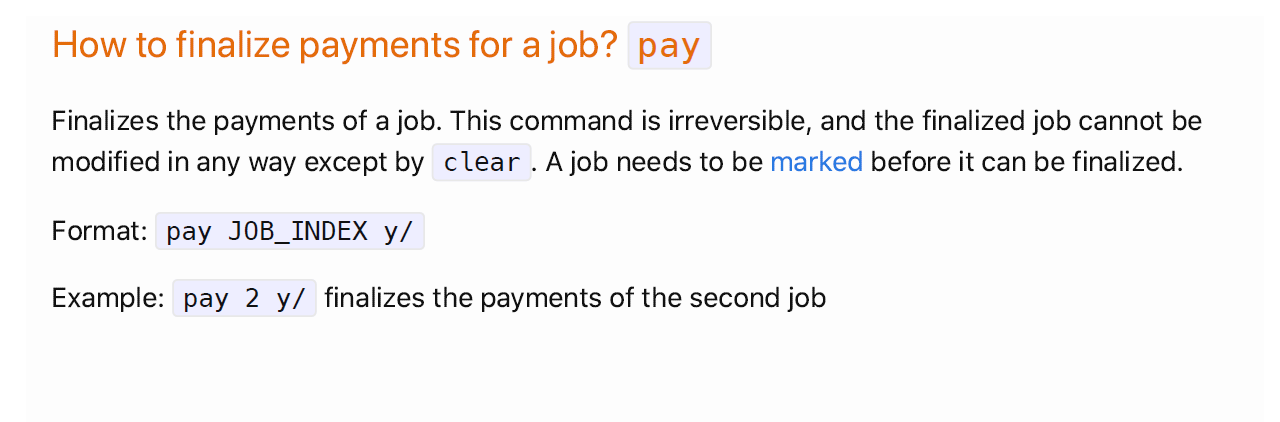 How to finalize payments for a job? pay
Finalizes the payments of a job. This command is irreversible, and the finalized job cannot be
modified in any way except by clear. A job needs to be marked before it can be finalized.
Format: pay JOB_INDEX y/
Example: pay 2 y/ finalizes the payments of the second job